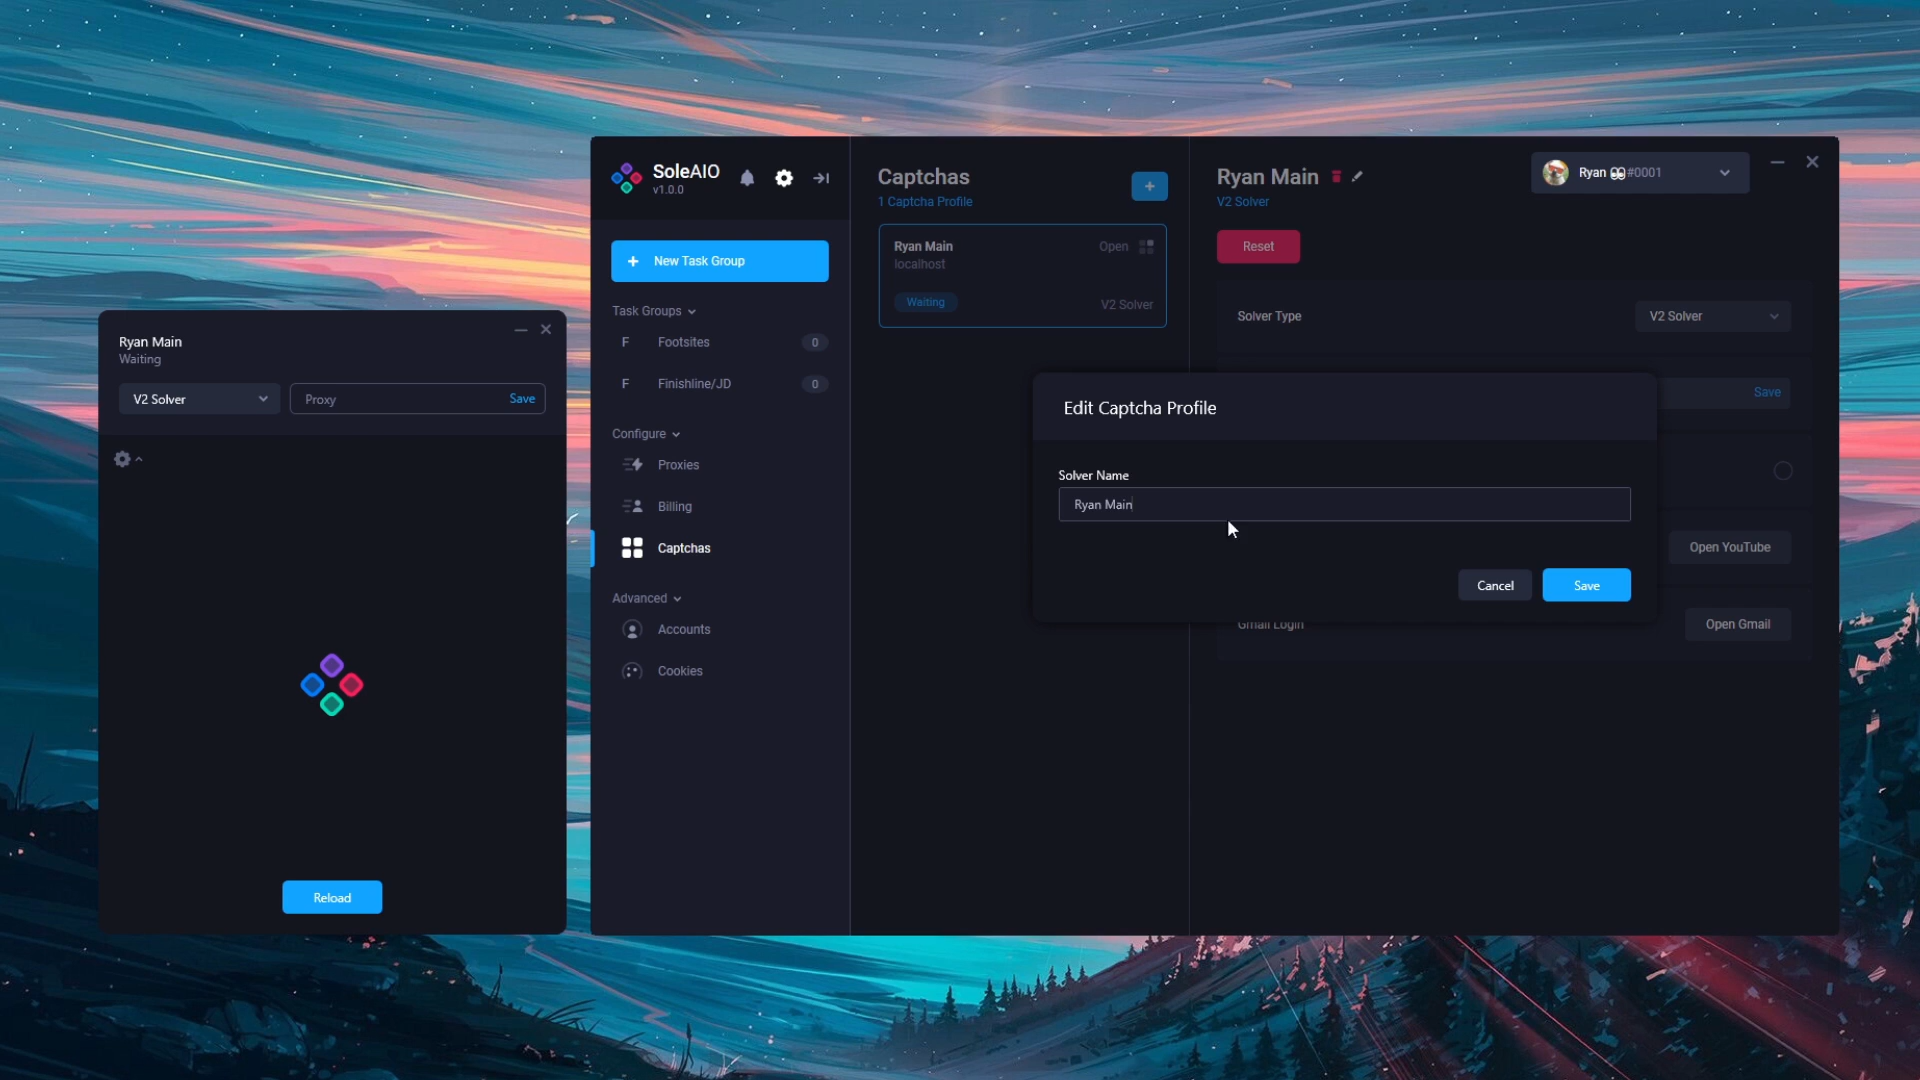 Ryan Main
Waiting
V2 Solver
Proxy
Save
Reload
SoleAIO
v1.0.0
New Task Group
Task Groups
F Footsites 0
F Finishline/JD 0
Configure
Proxies
Billing
Captchas
Advanced
Accounts
Cookies
Captchas
1 Captcha Profile
+
Ryan Main
Open
localhost
Waiting
V2 Solver
Ryan Main
V2 Solver
Ryan #0001
Reset
Solver Type
V2 Solver
Save
Edit Captcha Profile
Solver Name
Ryan Main
Cancel
Save
Open YouTube
Gmail Login
Open Gmail